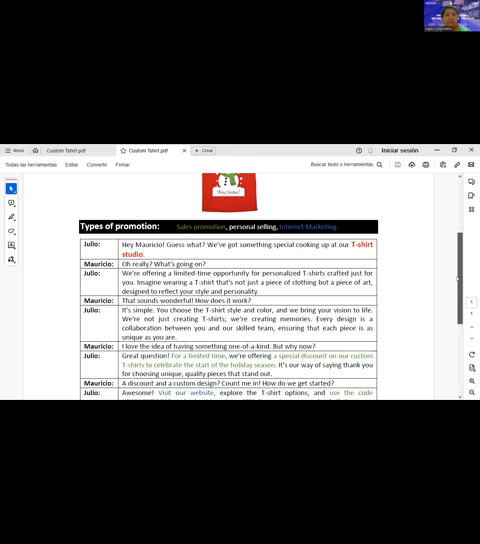 Menú Custom Tshirt.pdf Custom Tshirt.pdf Crear Iniciar sesión
Todas las herramientas Editar Convertir Firmar Buscar texto o herramientas
Merry Christmas!
Types of promotion: Sales promotion, personal selling, Internet Marketing.
Julio: Hey Mauricio! Guess what? We've got something special cooking up at our T-shirt
studio.
Mauricio: Oh really? What's going on?
Julio: We're offering a limited-time opportunity for personalized T-shirts crafted just for
you. Imagine wearing a T-shirt that's not just a piece of clothing but a piece of art,
designed to reflect your style and personality.
Mauricio: That sounds wonderful! How does it work?
Julio: It's simple. You choose the T-shirt style and color, and we bring your vision to life.
We're not just creating T-shirts; we're creating memories. Every design is a
collaboration between you and our skilled team, ensuring that each piece is as
unique as you are.
Mauricio: I love the idea of having something one-of-a-kind. But why now?
Julio: Great question! For a limited time, we're offering a special discount on our custom
T-shirts to celebrate the start of the holiday season. It's our way of saying thank you
for choosing unique, quality pieces that stand out.
Mauricio: A discount and a custom design? Count me in! How do we get started?
Julio: Awesome! Visit our website, explore the T-shirt options, and use the code
1
1